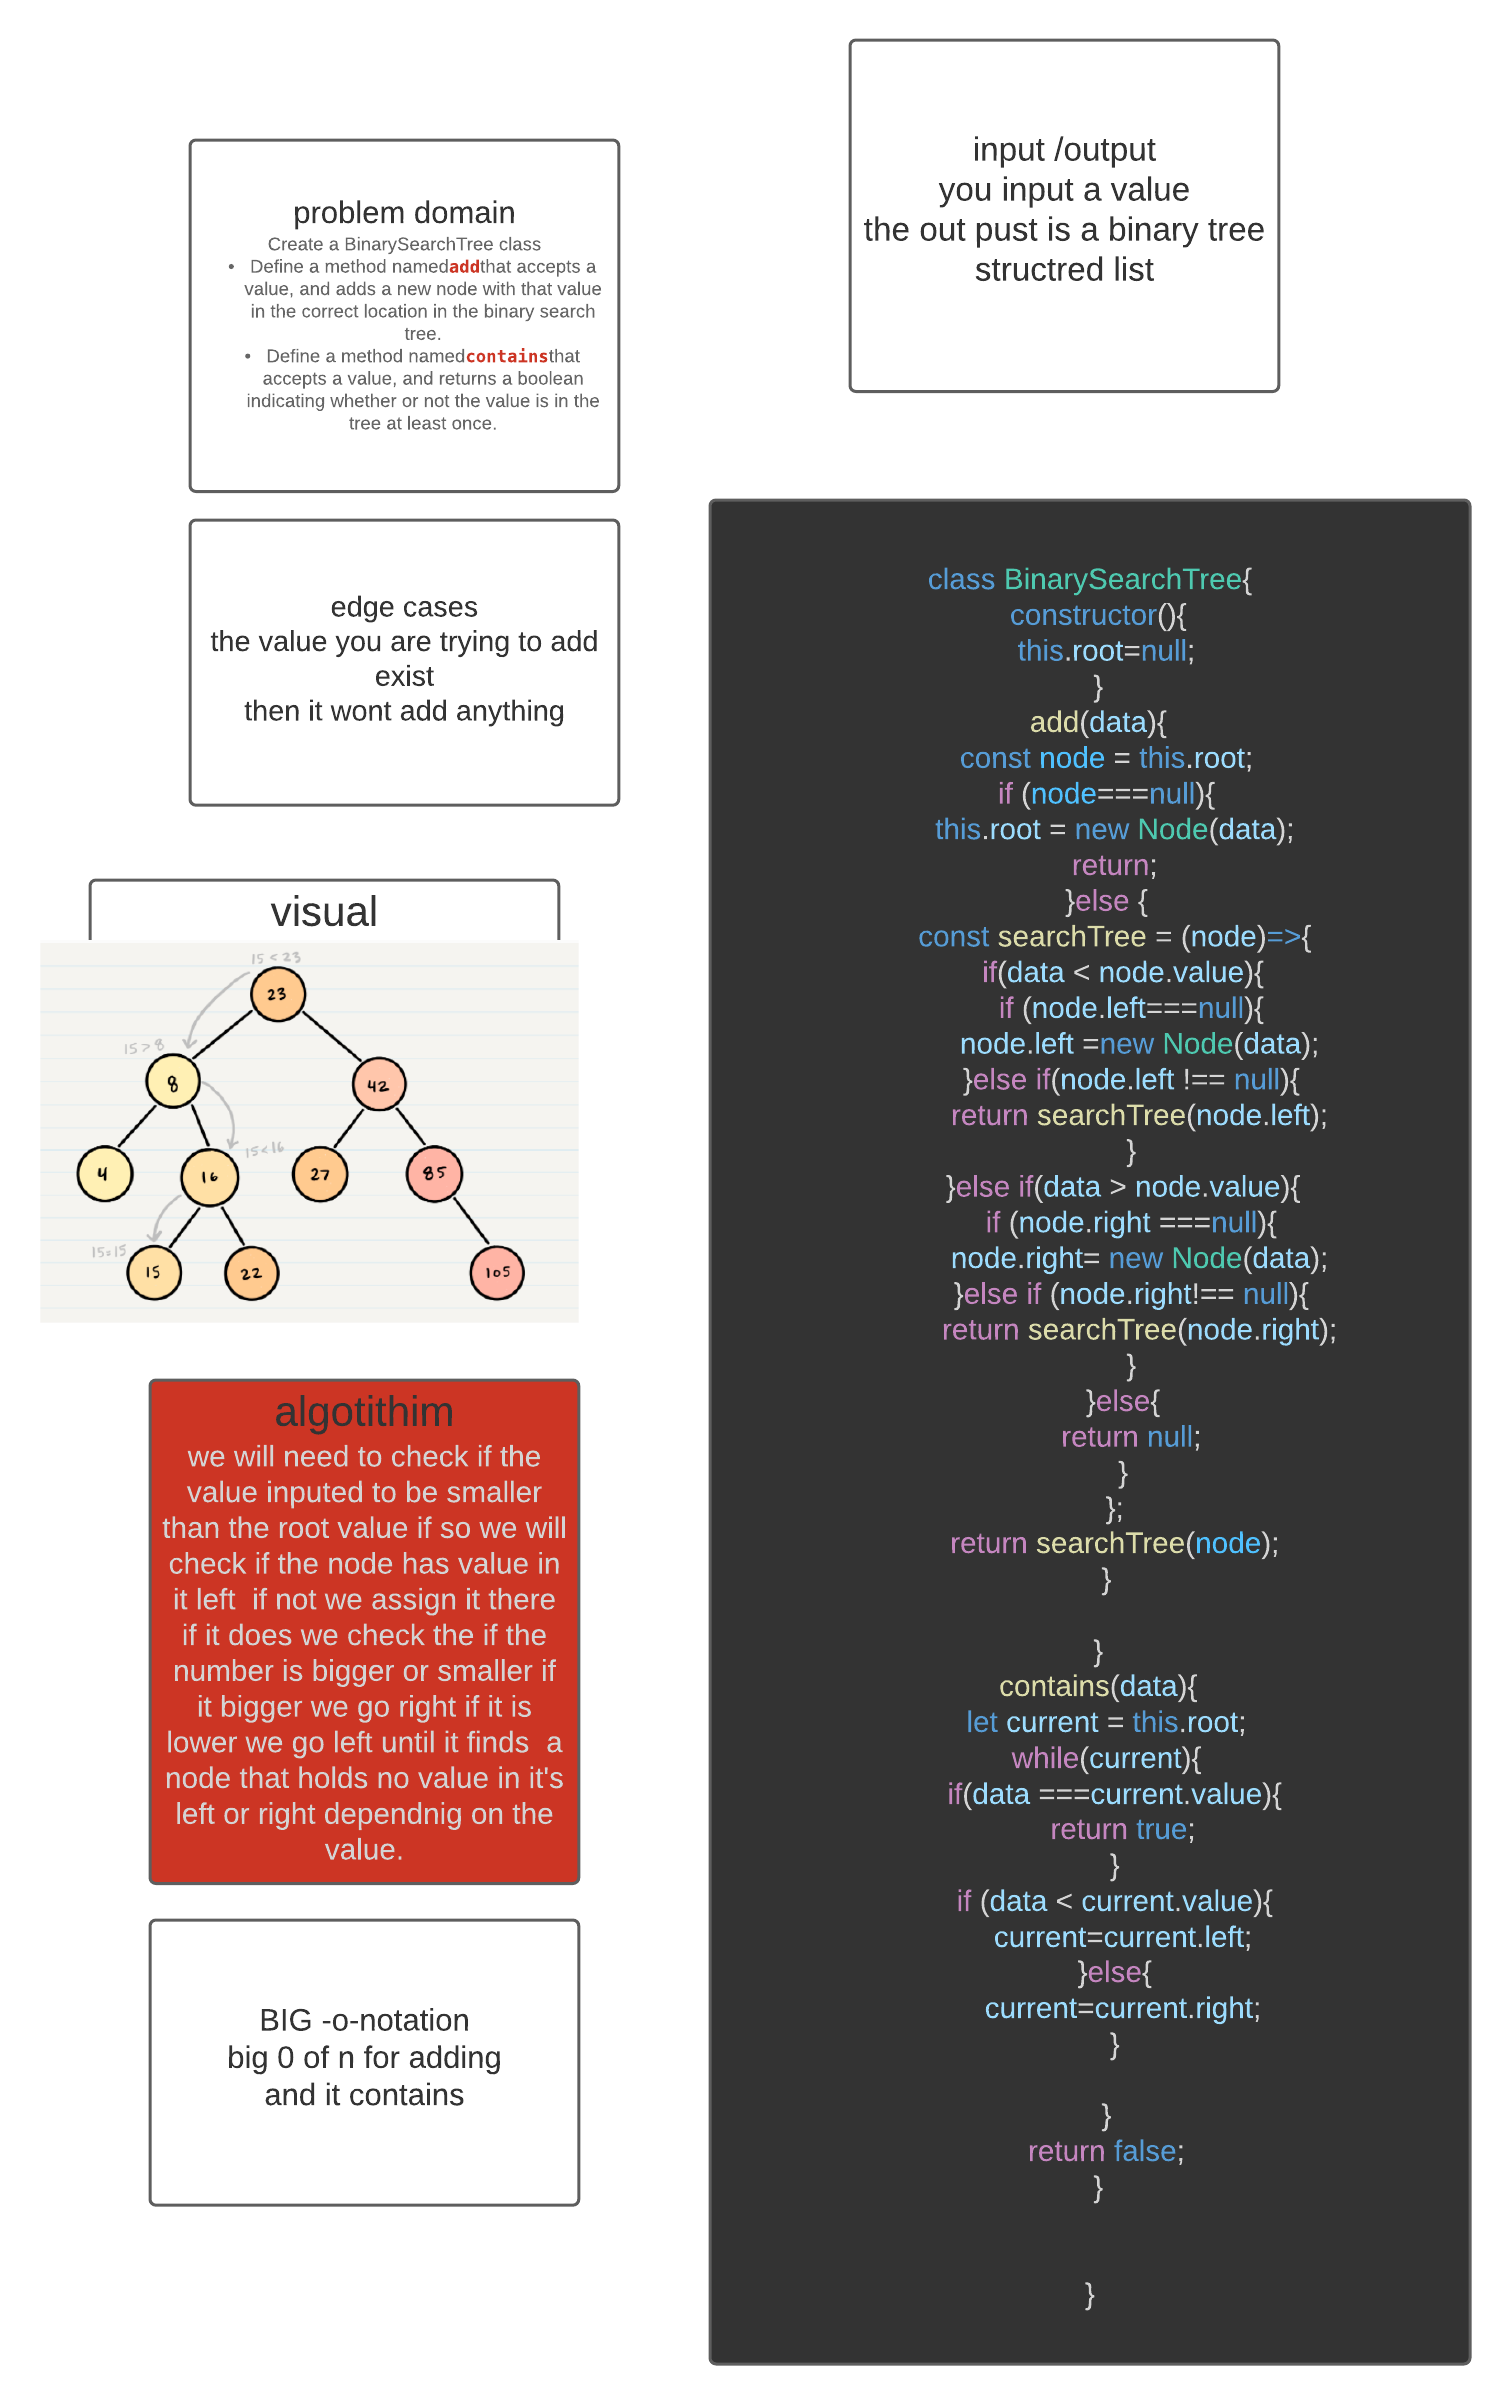 input /output
you input a value
the out pust is a binary tree
structred list
problem domain
Create a BinarySearchTree class
• Define a method namedaddthat accepts a
value, and adds a new node with that value
in the correct location in the binary search
tree.
• Define a method namedcontainsthat
accepts a value, and returns a boolean
indicating whether or not the value is in the
tree at least once.
edge cases
the value you are trying to add
exist
then it wont add anything
visual
15 < 23
23
15 > 8
8
42
15<16
4
16
27
85
15=15
15
22
105
algotithim
we will need to check if the
value inputed to be smaller
than the root value if so we will
check if the node has value in
it left  if not we assign it there
if it does we check the if the
number is bigger or smaller if
it bigger we go right if it is
lower we go left until it finds  a
node that holds no value in it's
left or right dependnig on the
value.
BIG -o-notation
big 0 of n for adding
and it contains
class BinarySearchTree{
constructor(){
this.root=null;
}
add(data){
const node = this.root;
if (node===null){
this.root = new Node(data);
return;
}else {
const searchTree = (node)=>{
if(data < node.value){
if (node.left===null){
node.left =new Node(data);
}else if(node.left !== null){
return searchTree(node.left);
}
}else if(data > node.value){
if (node.right ===null){
node.right= new Node(data);
}else if (node.right!== null){
return searchTree(node.right);
}
}else{
return null;
}
};
return searchTree(node);
}
}
contains(data){
let current = this.root;
while(current){
if(data ===current.value){
return true;
}
if (data < current.value){
current=current.left;
}else{
current=current.right;
}
}
return false;
}
}